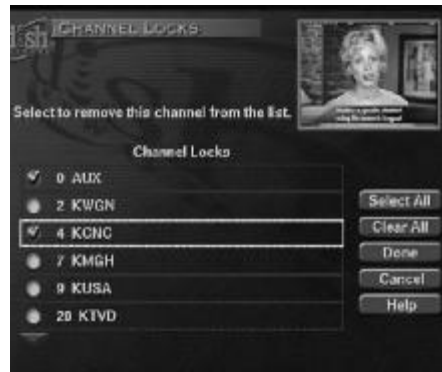 dish
CHANNEL LOCKS
Select to remove this channel from the list.
Channel Locks
0 AUX
2 KWGN
4 KCNC
7 KMGH
9 KUSA
20 KTVD
Select All
Clear All
Done
Cancel
Help